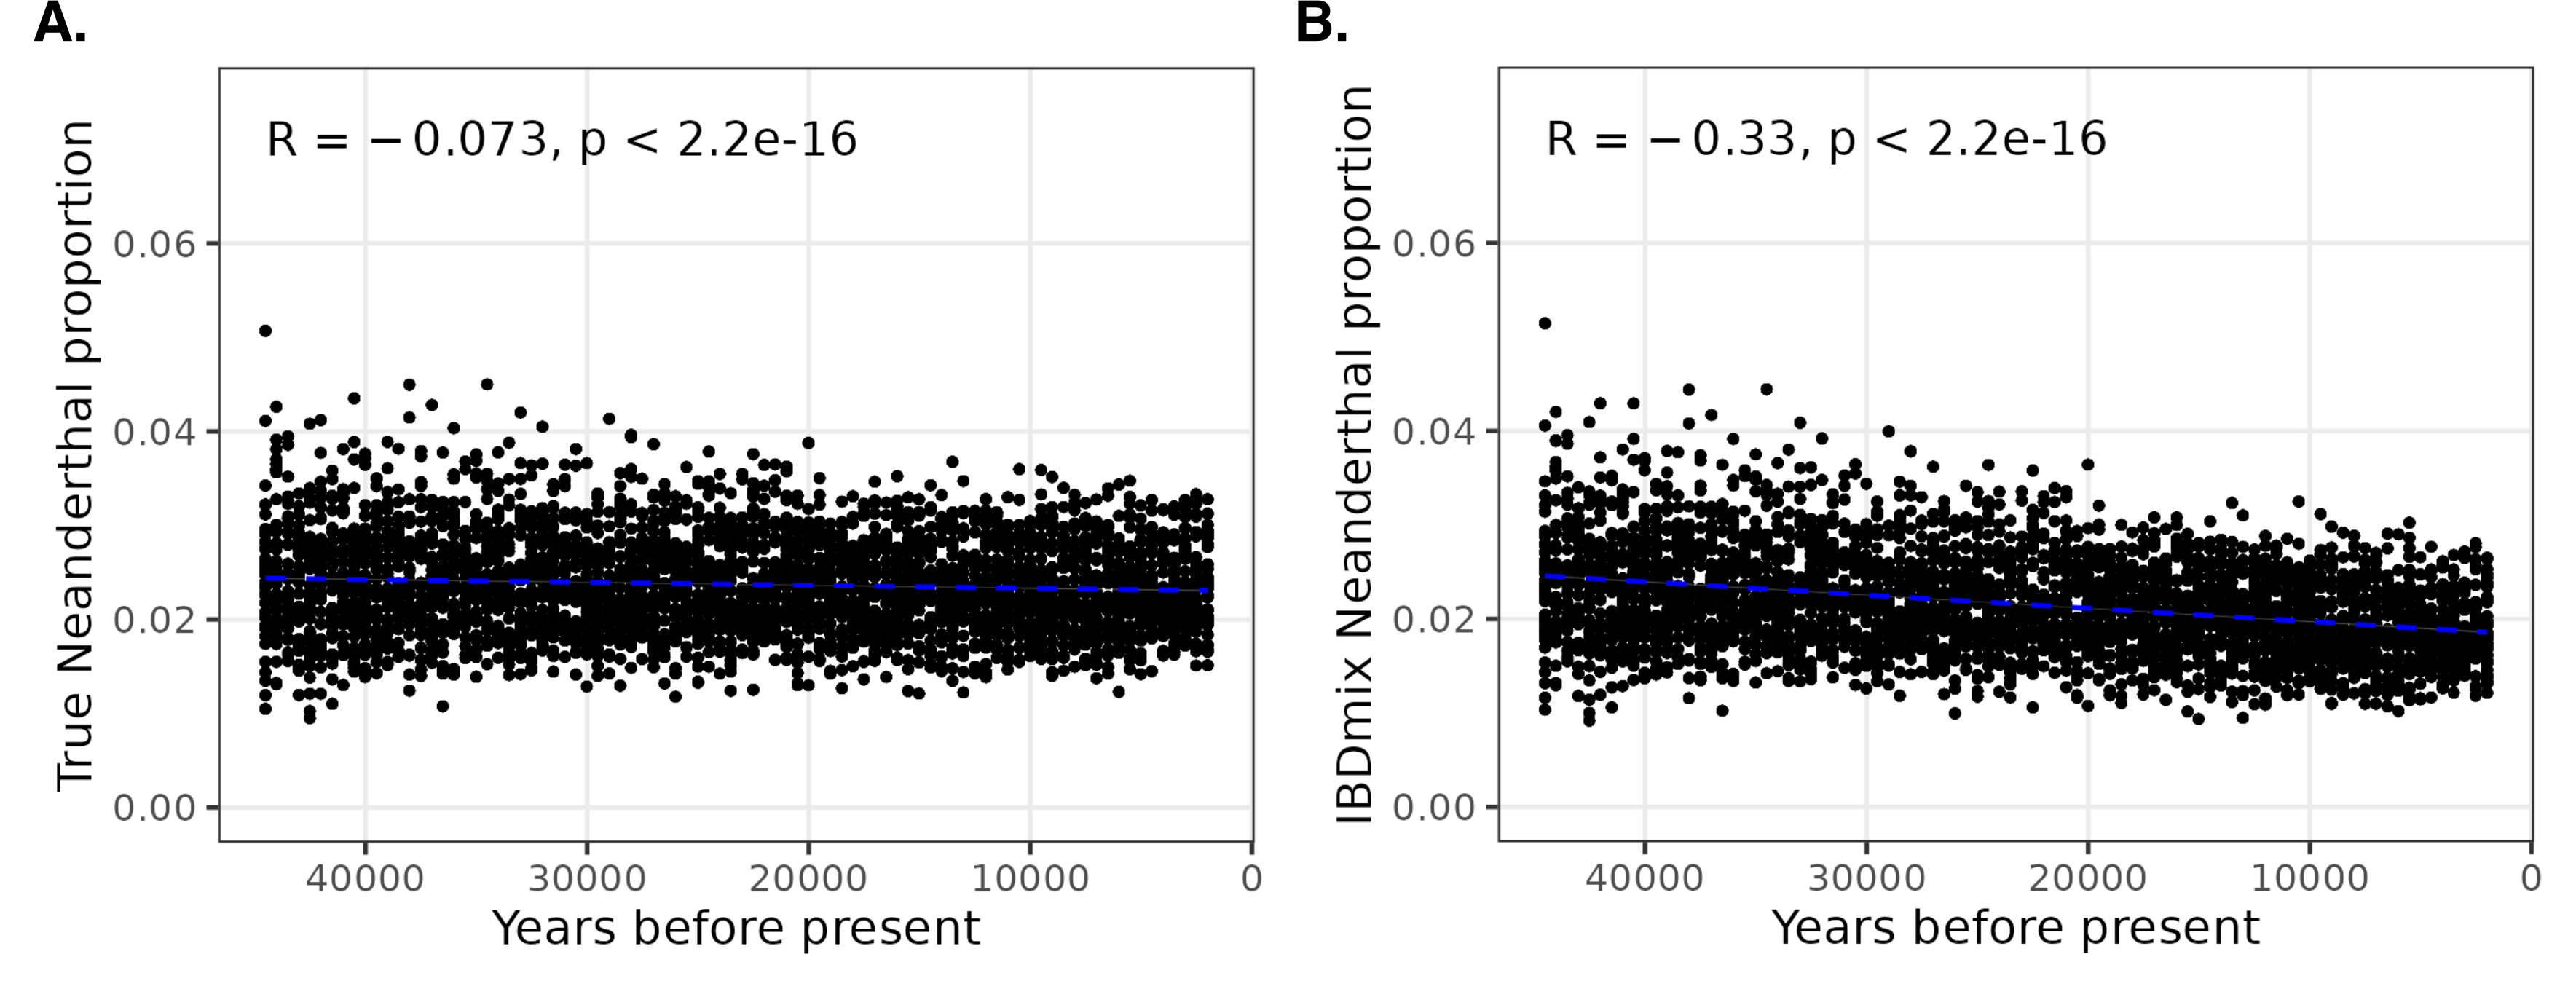 A.
R = −0.073, p < 2.2e-16
True Neanderthal proportion
0.06
0.04
0.02
0.00
40000 30000 20000 10000 0
Years before present
B.
R = −0.33, p < 2.2e-16
IBDmix Neanderthal proportion
0.06
0.04
0.02
0.00
40000 30000 20000 10000 0
Years before present